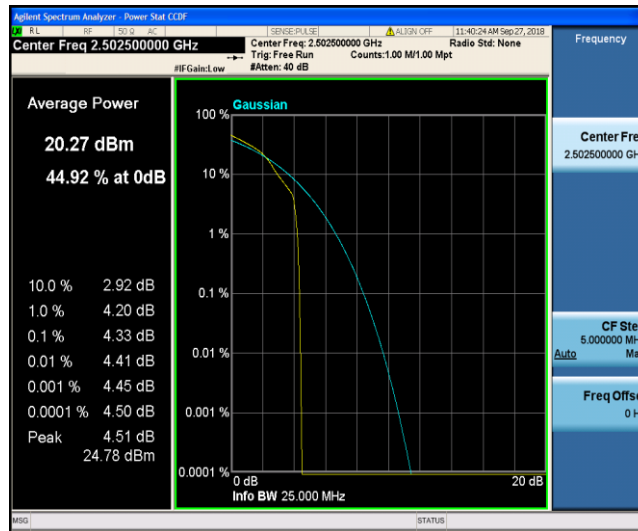 Agilent Spectrum Analyzer - Power Stat CCDF
RL RF 50 Ω AC SENSE:PULSE ALIGN OFF 11:40:24 AM Sep 27, 2018
Center Freq 2.502500000 GHz
Center Freq: 2.502500000 GHz Radio Std: None
Trig: Free Run Counts:1.00 M/1.00 Mpt
#IFGain:Low #Atten: 40 dB
Frequency
Average Power
20.27 dBm
44.92 % at 0dB
10.0 % 2.92 dB
1.0 % 4.20 dB
0.1 % 4.33 dB
0.01 % 4.41 dB
0.001 % 4.45 dB
0.0001 % 4.50 dB
Peak 4.51 dB
24.78 dBm
Gaussian
100 %
10 %
1 %
0.1 %
0.01 %
0.001 %
0.0001 %
0 dB 20 dB
Info BW 25.000 MHz
Center Fre
2.502500000 GH
CF Ste
5.000000 MH
Auto Ma
Freq Offs
0 H
MSG STATUS